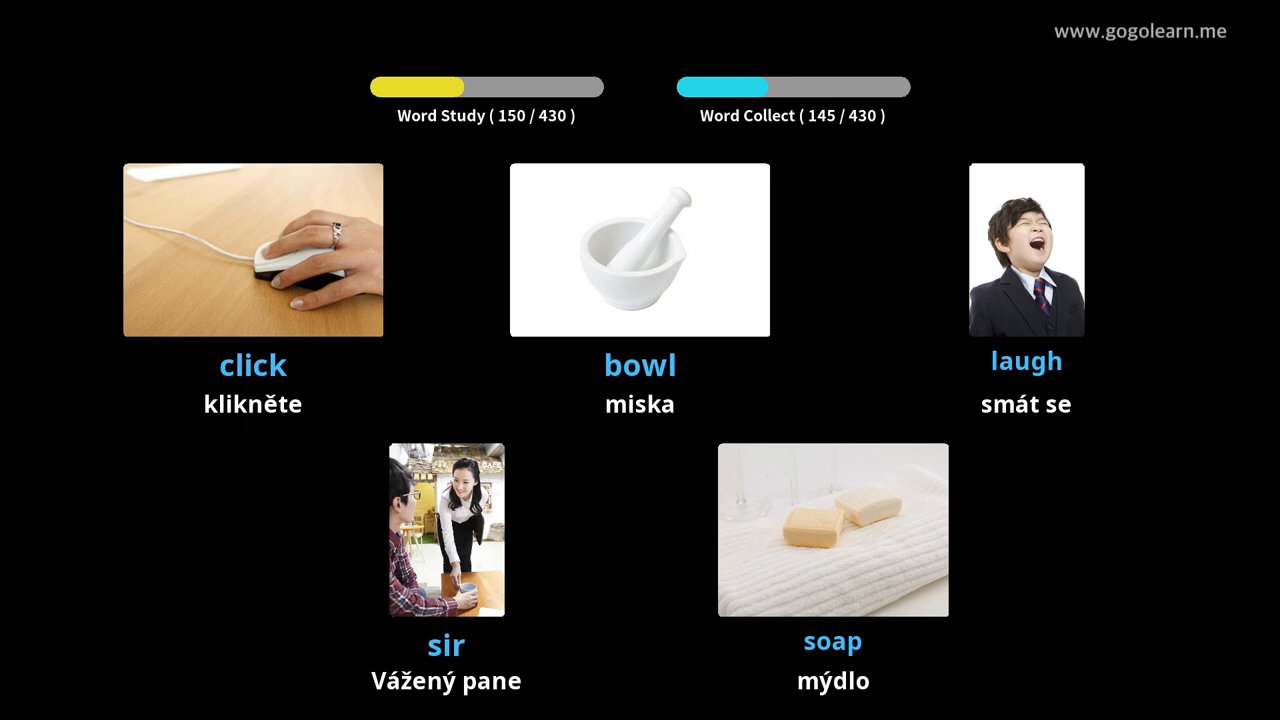 www.gogolearn.me
Word Study ( 150 / 430 )
Word Collect ( 145 / 430 )
click
klikněte
bowl
miska
laugh
smát se
sir
Vážený pane
soap
mýdlo